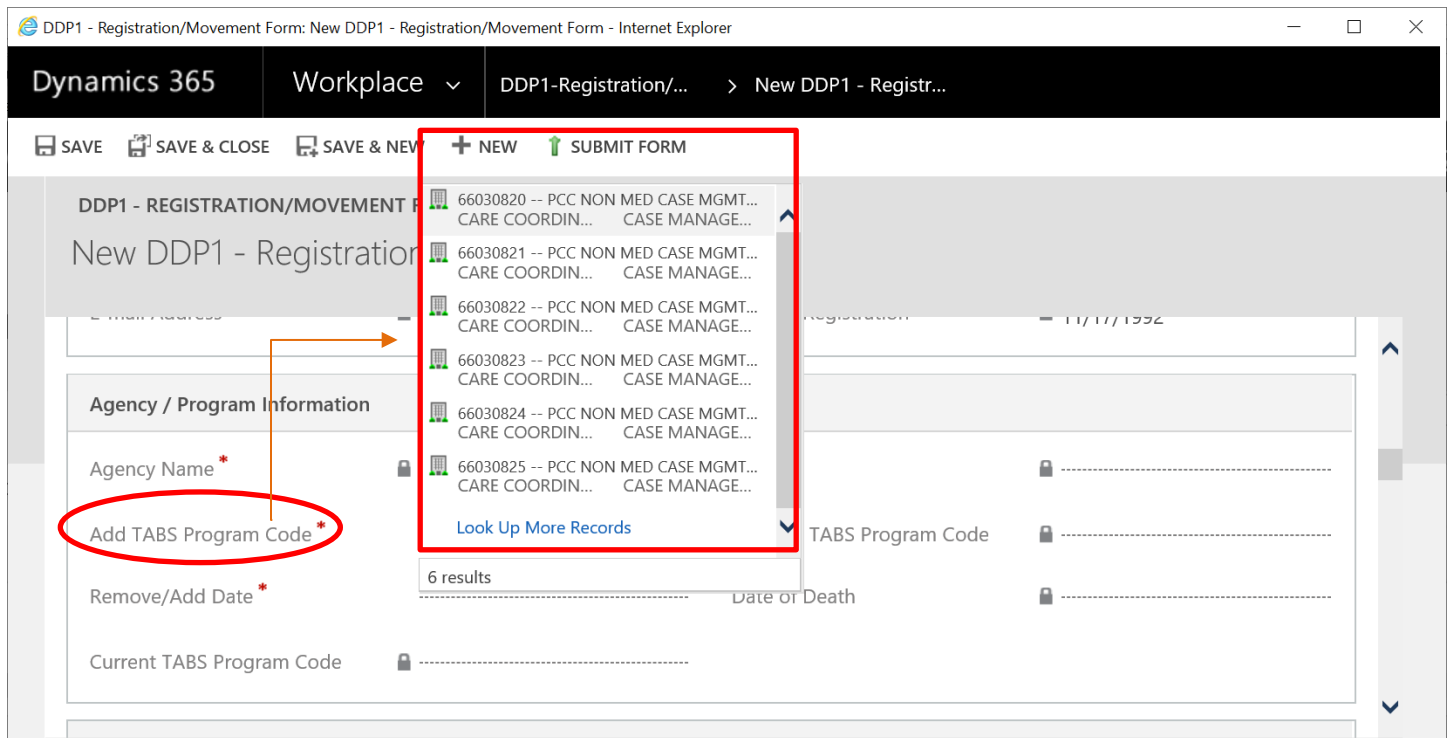 DDP1 - Registration/Movement Form: New DDP1 - Registration/Movement Form - Internet Explorer
Dynamics 365 Workplace DDP1-Registration/... > New DDP1 - Registr...
SAVE SAVE & CLOSE SAVE & NEW NEW SUBMIT FORM
DDP1 - REGISTRATION/MOVEMENT
New DDP1 - Registration
66030820 -- PCC NON MED CASE MGMT...
CARE COORDIN... CASE MANAGE...
66030821 -- PCC NON MED CASE MGMT...
CARE COORDIN... CASE MANAGE...
66030822 -- PCC NON MED CASE MGMT...
CARE COORDIN... CASE MANAGE...
66030823 -- PCC NON MED CASE MGMT...
CARE COORDIN... CASE MANAGE...
66030824 -- PCC NON MED CASE MGMT...
CARE COORDIN... CASE MANAGE...
66030825 -- PCC NON MED CASE MGMT...
CARE COORDIN... CASE MANAGE...
Look Up More Records
6 results
E-mail Address Registration 11/17/1992
Agency / Program Information
Agency Name *
Add TABS Program Code * TABS Program Code
Remove/Add Date * Date of Death
Current TABS Program Code